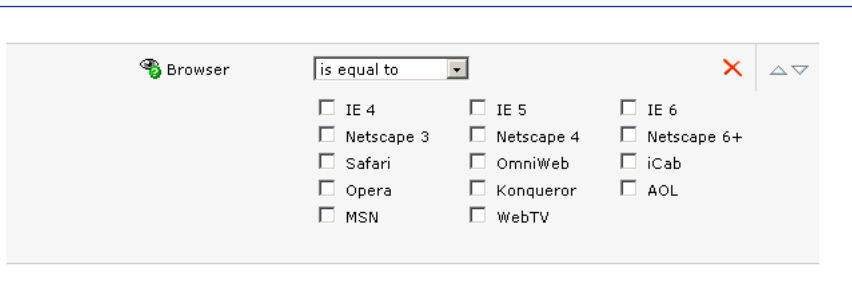 Browser is equal to
IE 4 IE 5 IE 6
Netscape 3 Netscape 4 Netscape 6+
Safari OmniWeb iCab
Opera Konqueror AOL
MSN WebTV